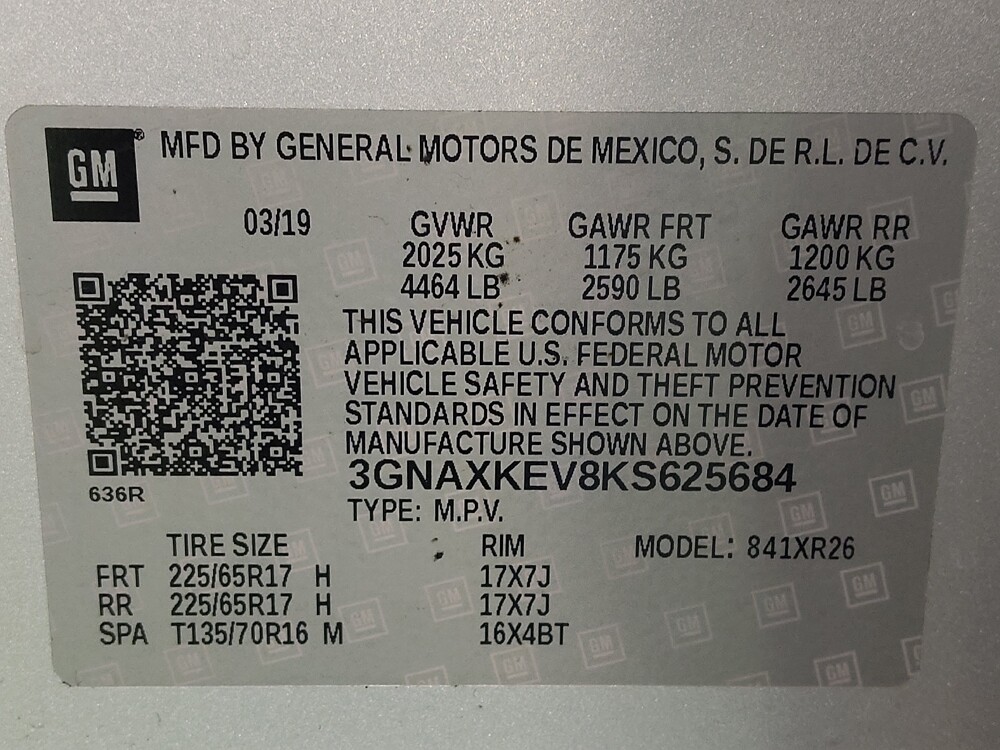 GM® MFD BY GENERAL MOTORS DE MEXICO, S. DE R.L. DE C.V.
03/19 GVWR GAWR FRT GAWR RR
2025 KG 1175 KG 1200 KG
4464 LB 2590 LB 2645 LB
THIS VEHICLE CONFORMS TO ALL
APPLICABLE U.S. FEDERAL MOTOR
VEHICLE SAFETY AND THEFT PREVENTION
STANDARDS IN EFFECT ON THE DATE OF
MANUFACTURE SHOWN ABOVE.
3GNAXKEV8KS625684
636R
TYPE: M.P.V.
TIRE SIZE RIM MODEL: 841XR26
FRT 225/65R17 H 17X7J
RR 225/65R17 H 17X7J
SPA T135/70R16 M 16X4BT